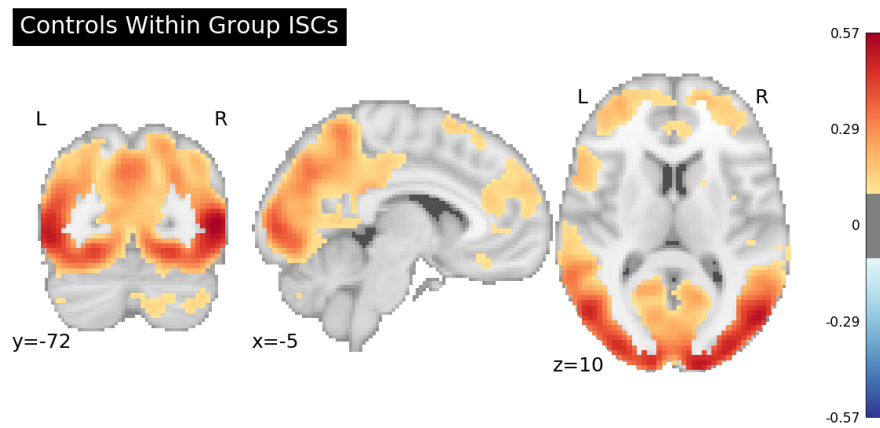 Controls Within Group ISCs
L
R
y=-72
x=-5
L
R
z=10
0.57
0.29
0
-0.29
-0.57